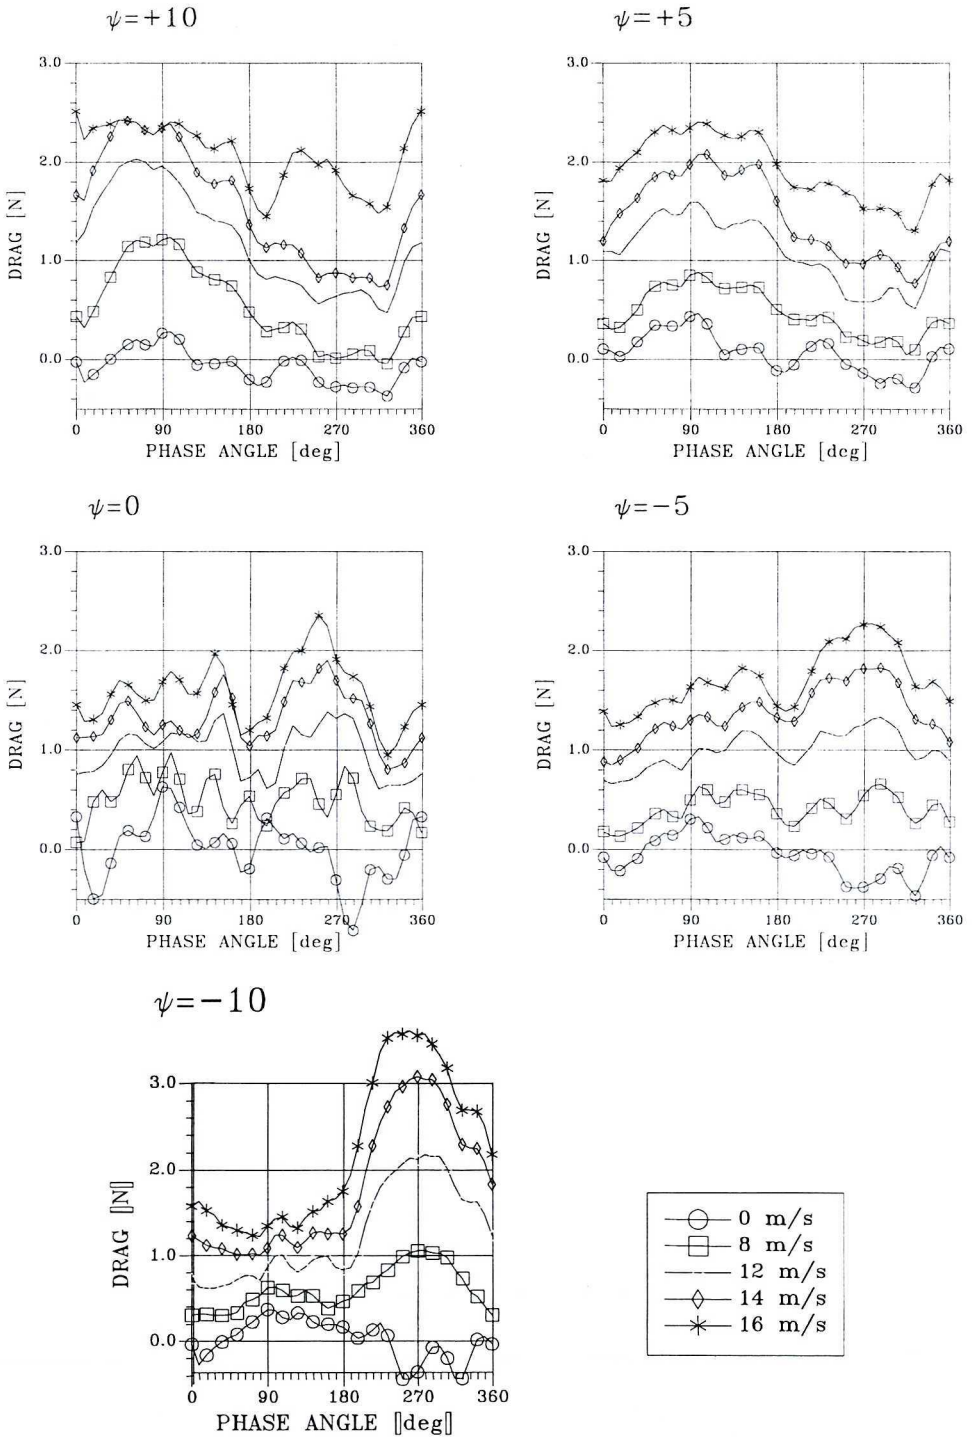 ψ=+10
ψ=+5
3.0
2.0
1.0
0.0
DRAG [N]
0 90 180 270 360
PHASE ANGLE [deg]
3.0
2.0
1.0
0.0
DRAG [N]
0 90 180 270 360
PHASE ANGLE [deg]
ψ=0
ψ=−5
3.0
2.0
1.0
0.0
DRAG [N]
0 90 180 270 360
PHASE ANGLE [deg]
3.0
2.0
1.0
0.0
DRAG [N]
0 90 180 270 360
PHASE ANGLE [deg]
ψ=−10
3.0
2.0
1.0
0.0
DRAG [N]
0 90 180 270 360
PHASE ANGLE [deg]
0 m/s
8 m/s
12 m/s
14 m/s
16 m/s